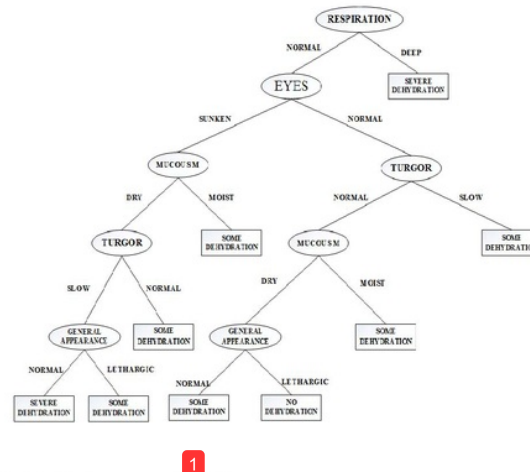 RESPIRATION
NORMAL
DEEP
EYES
SEVERE
DEHYDRATION
SUNKEN
NORMAL
MUCOUSM
TURGOR
DRY
MOIST
NORMAL
SLOW
TURGOR
SOME
DEHYDRATION
MUCOUSM
SOME
DEHYDRATI
SLOW
NORMAL
DRY
MOIST
GENERAL
APPEARANCE
SOME
DEHYDRATION
GENERAL
APPEARANCE
SOME
DEHYDRATION
NORMAL
LETHARGIC
NORMAL
LETHARGIC
SEVERE
DEHYDRATION
SOME
DEHYDRATION
SOME
DEHYDRATION
NO
DEHYDRATION
1